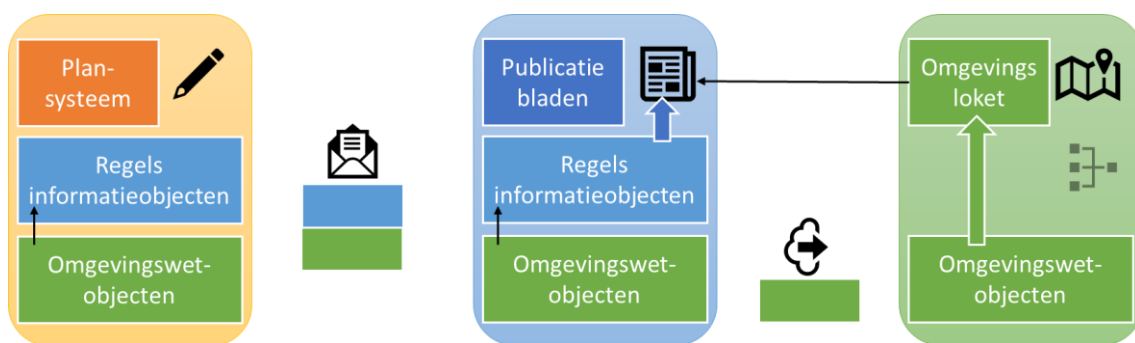 Plan-
systeem
Regels
informatieobjecten
Omgevingswet-
objecten
Publicatie
bladen
Regels
informatieobjecten
Omgevingswet-
objecten
Omgevings
loket
Omgevingswet-
objecten